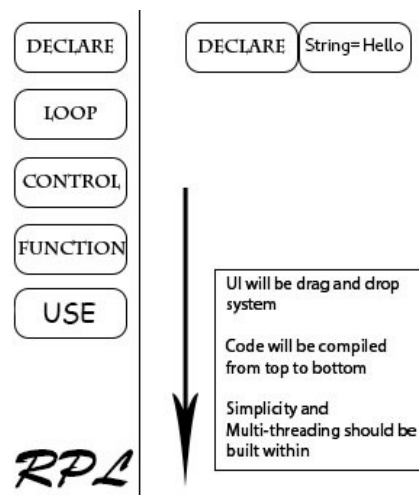 DECLARE
LOOP
CONTROL
FUNCTION
USE
RPL
DECLARE String=Hello
UI will be drag and drop
system
Code will be compiled
from top to bottom
Simplicity and
Multi-threading should be
built within